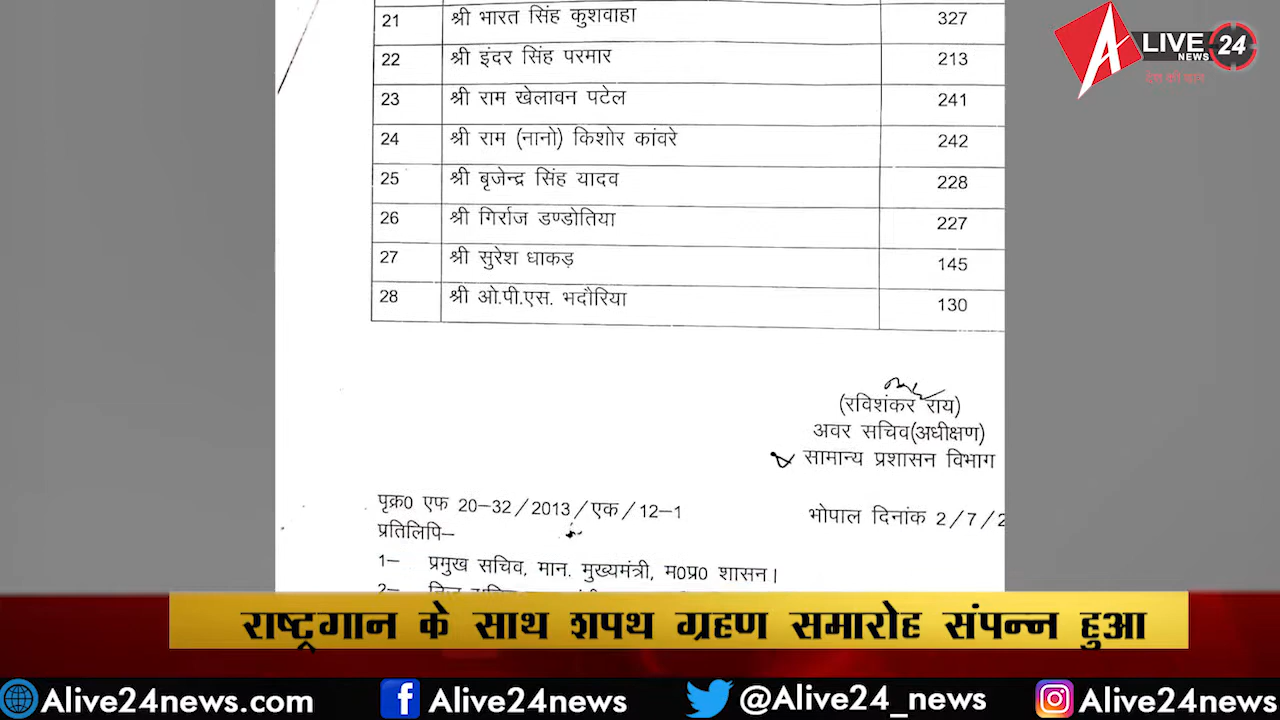 21 श्री भारत सिंह कुशवाहा 327
22 श्री इंदर सिंह परमार 213
23 श्री राम खेलावन पटेल 241
24 श्री राम (नानो) किशोर कांवरे 242
25 श्री बृजेन्द्र सिंह यादव 228
26 श्री गिर्राज डण्डोतिया 227
27 श्री सुरेश धाकड़ 145
28 श्री ओ.पी.एस. भदौरिया 130
(रविशंकर राय)
अवर सचिव(अधीक्षण)
सामान्य प्रशासन विभाग
पृक्र0 एफ 20-32/2013/एक/12-1 भोपाल दिनांक 2/7/2
प्रतिलिपि-
1- प्रमुख सचिव, मान. मुख्यमंत्री, म0प्र0 शासन।
2-
A LIVE NEWS 24
देश की बात
राष्ट्रगान के साथ शपथ ग्रहण समारोह संपन्न हुआ
Alive24news.com Alive24news @Alive24_news Alive24news